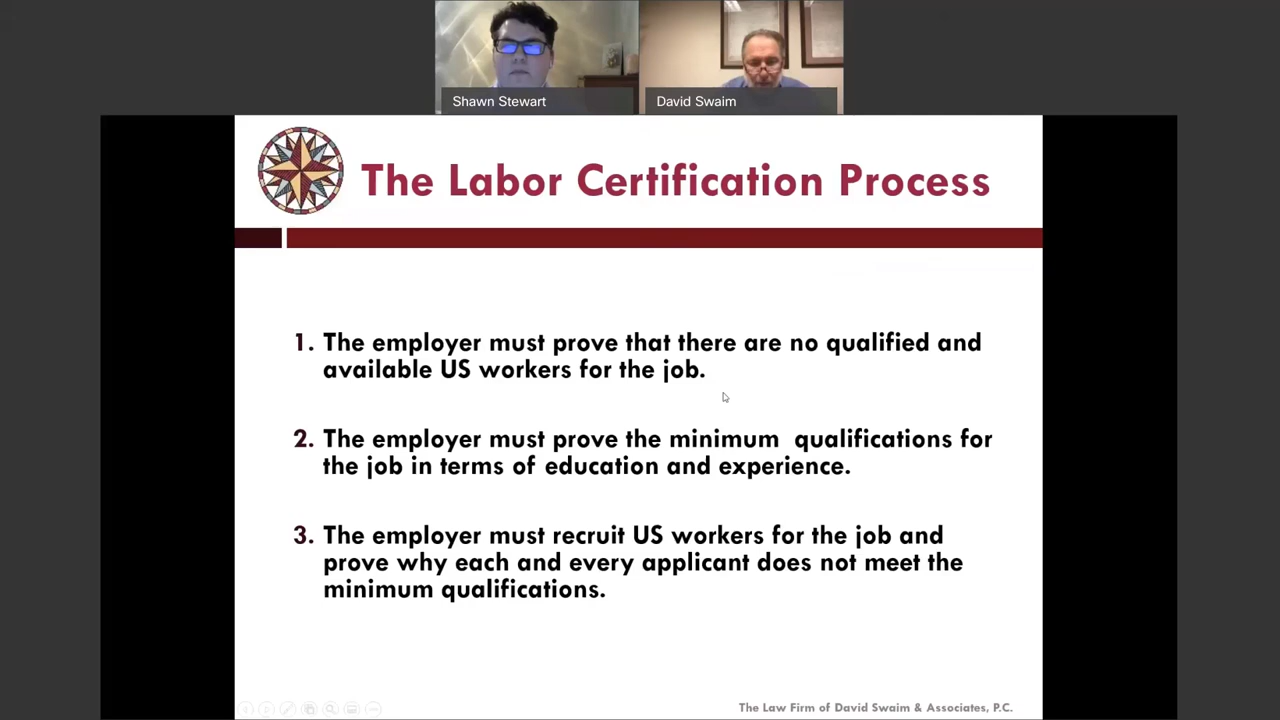 Shawn Stewart
David Swaim
The Labor Certification Process
1. The employer must prove that there are no qualified and
available US workers for the job.
2. The employer must prove the minimum  qualifications for
the job in terms of education and experience.
3. The employer must recruit US workers for the job and
prove why each and every applicant does not meet the
minimum qualifications.
The Law Firm of David Swaim & Associates, P.C.